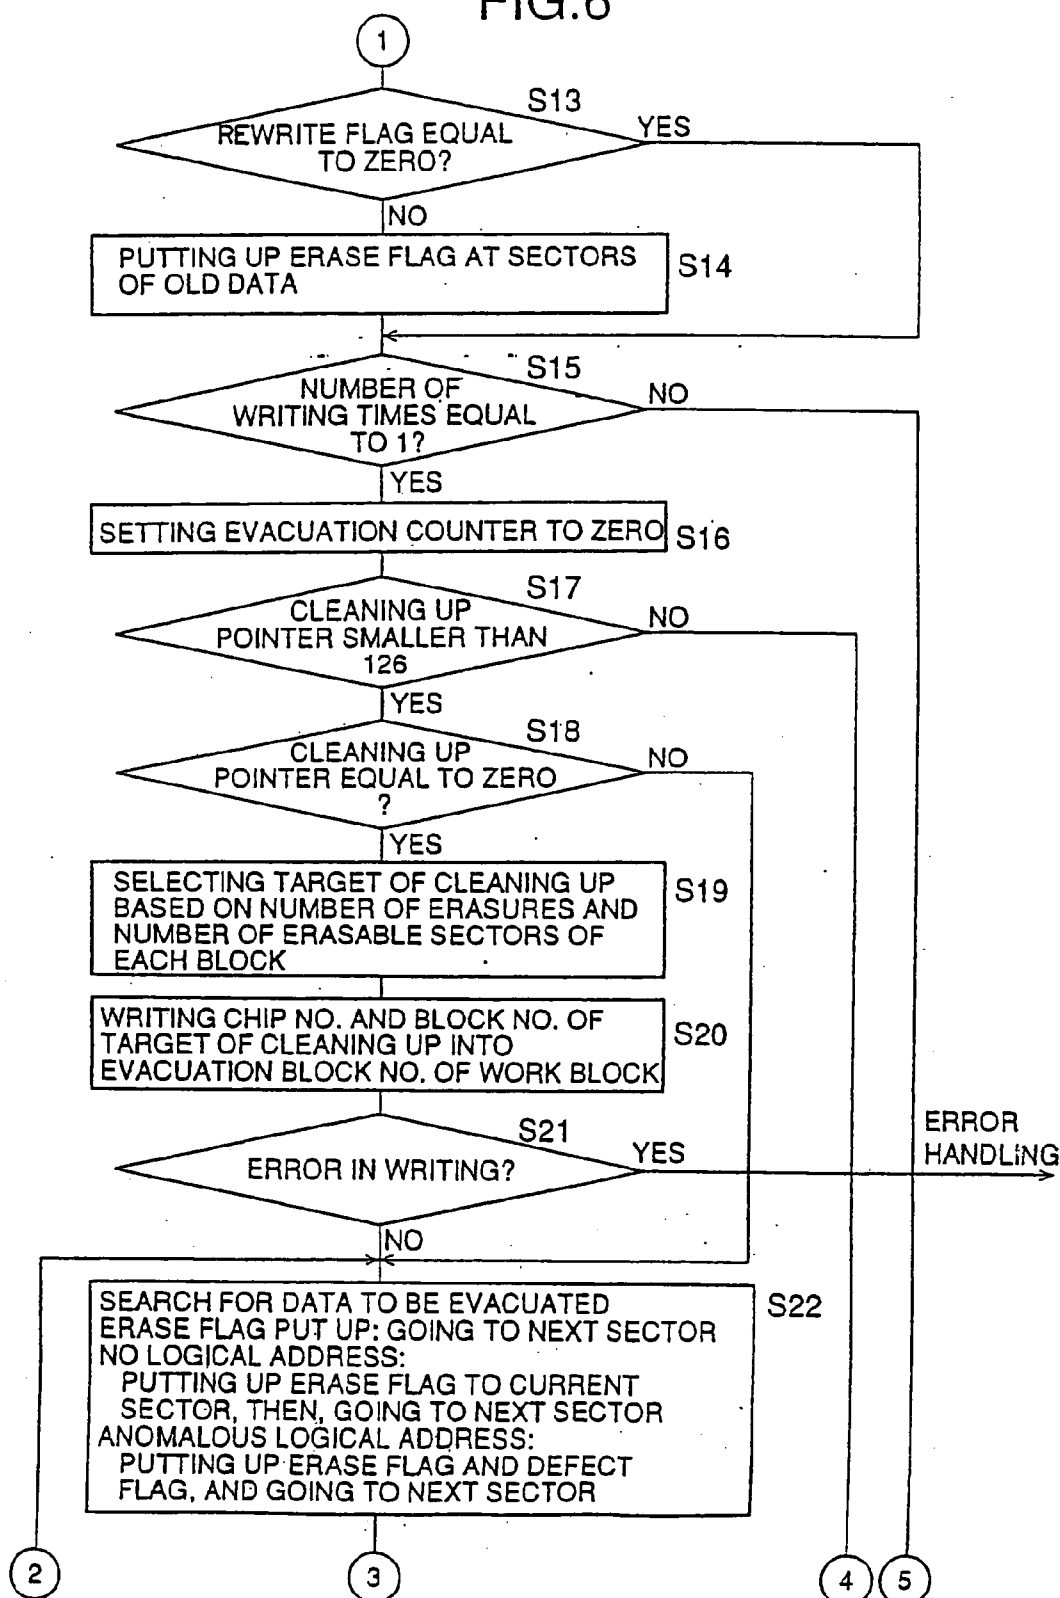 FIG.6
1
S13
REWRITE FLAG EQUAL
TO ZERO?
YES
NO
PUTTING UP ERASE FLAG AT SECTORS
OF OLD DATA
S14
S15
NUMBER OF
WRITING TIMES EQUAL
TO 1?
NO
YES
SETTING EVACUATION COUNTER TO ZERO
S16
S17
CLEANING UP
POINTER SMALLER THAN
126
NO
YES
S18
CLEANING UP
POINTER EQUAL TO ZERO
?
NO
YES
SELECTING TARGET OF CLEANING UP
BASED ON NUMBER OF ERASURES AND
NUMBER OF ERASABLE SECTORS OF
EACH BLOCK
S19
WRITING CHIP NO. AND BLOCK NO. OF
TARGET OF CLEANING UP INTO
EVACUATION BLOCK NO. OF WORK BLOCK
S20
S21
ERROR IN WRITING?
YES
ERROR
HANDLING
NO
SEARCH FOR DATA TO BE EVACUATED
ERASE FLAG PUT UP: GOING TO NEXT SECTOR
NO LOGICAL ADDRESS:
PUTTING UP ERASE FLAG TO CURRENT
SECTOR, THEN, GOING TO NEXT SECTOR
ANOMALOUS LOGICAL ADDRESS:
PUTTING UP ERASE FLAG AND DEFECT
FLAG, AND GOING TO NEXT SECTOR
S22
2
3
4
5